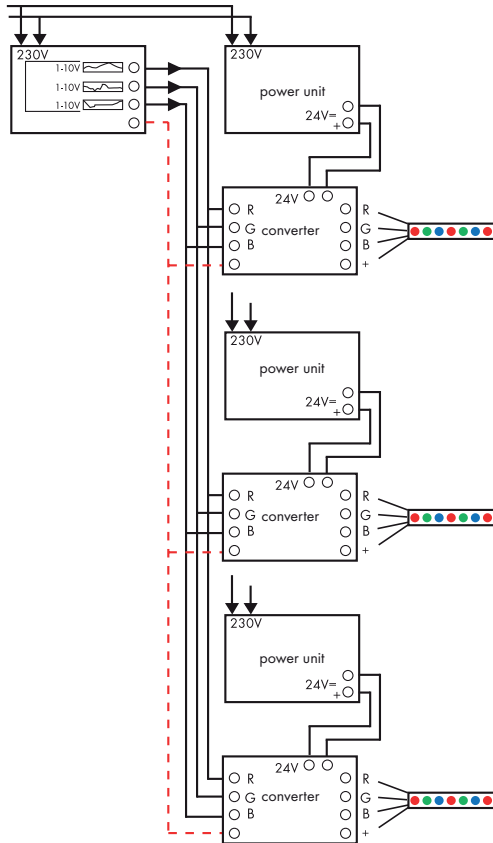 230V
1-10V
1-10V
1-10V
230V
power unit
24V=
+
24V
R R
G converter G
B B
+
230V
power unit
24V=
+
24V
R R
G converter G
B B
+
230V
power unit
24V=
+
24V
R R
G converter G
B B
+